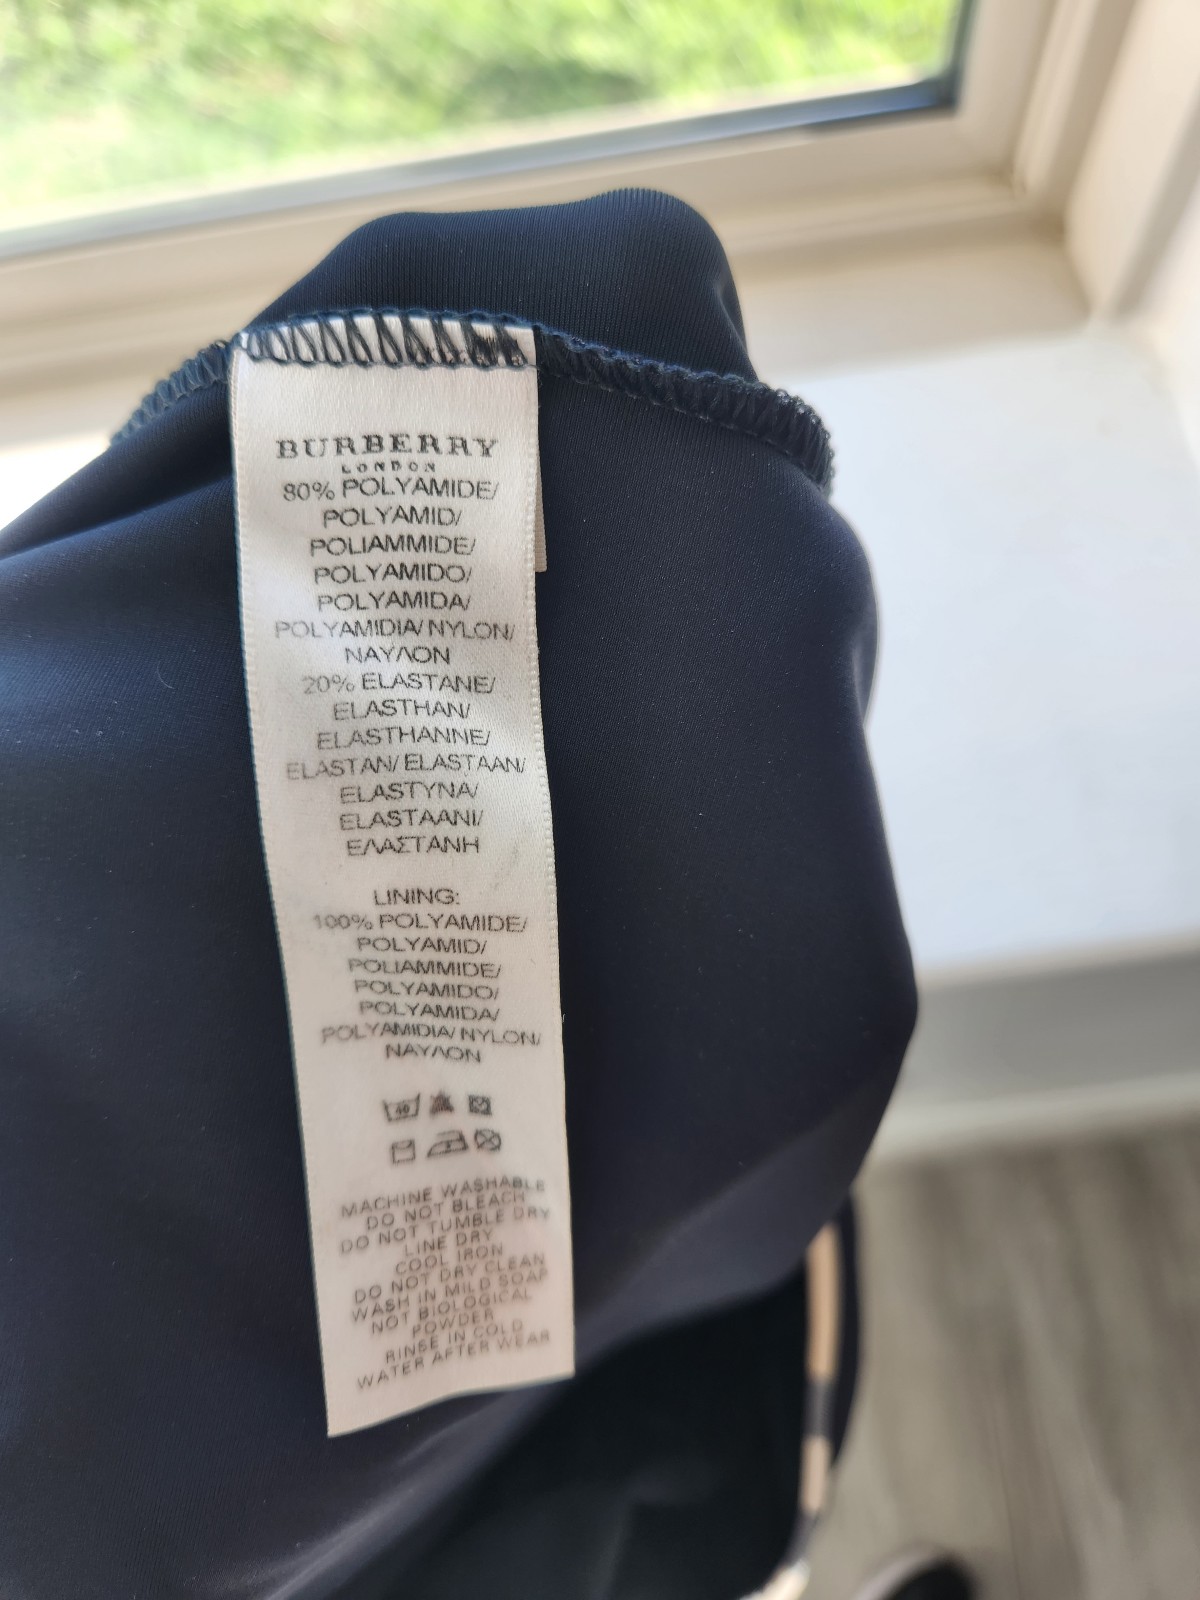 BURBERRY
LONDON
80% POLYAMIDE/
POLYAMID/
POLIAMMIDE/
POLYAMIDO/
POLYAMIDA/
POLYAMIDIA/ NYLON/
ΝΑΥΛΟΝ
20% ELASTANE/
ELASTHAN/
ELASTHANNE/
ELASTAN/ ELASTAAN/
ELASTYNA/
ELASTAANI/
ΕΛΑΣΤΑΝΗ
LINING:
100% POLYAMIDE/
POLYAMID/
POLIAMMIDE/
POLYAMIDO/
POLYAMIDA/
POLYAMIDIA/ NYLON/
ΝΑΥΛΟΝ
40
MACHINE WASHABLE
DO NOT BLEACH
DO NOT TUMBLE DRY
LINE DRY
COOL IRON
DO NOT DRY CLEAN
WASH IN MILD SOAP
NOT BIOLOGICAL
POWDER
RINSE IN COLD
WATER AFTER WEAR